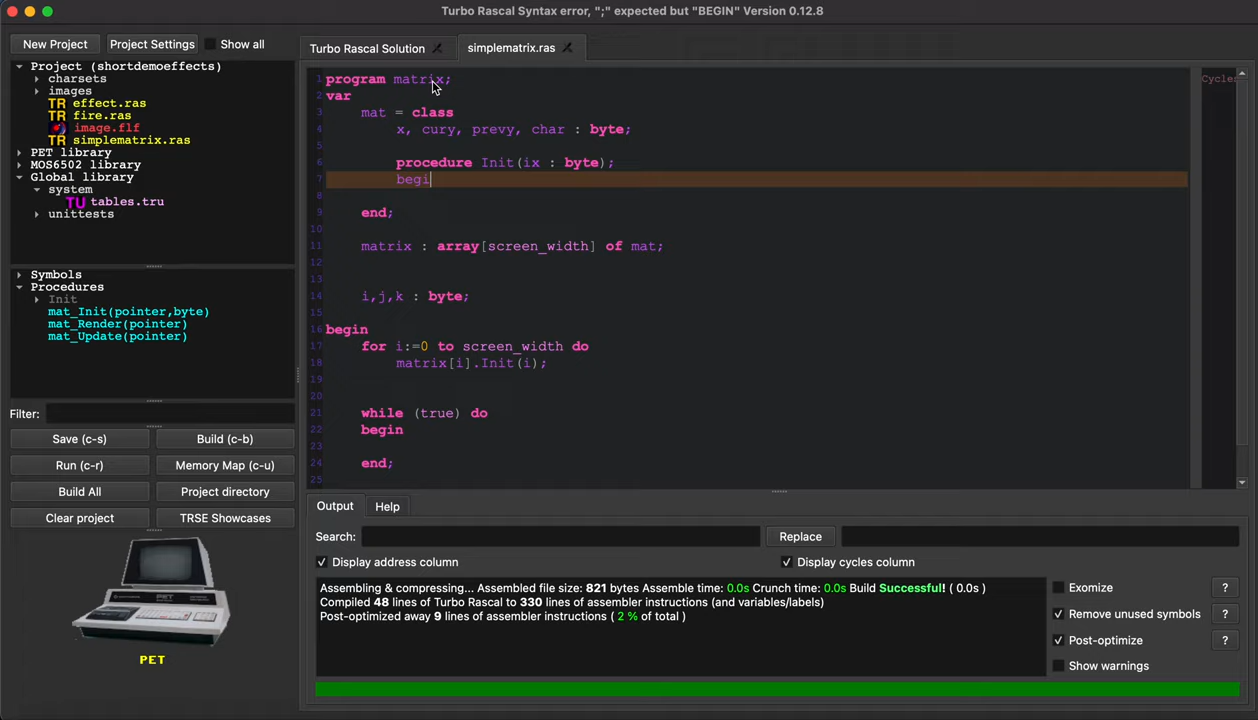 Turbo Rascal Syntax error, ";" expected but "BEGIN" Version 0.12.8
New Project Project Settings Show all
Project (shortdemoeffects)
charsets
images
TR effect.ras
TR fire.ras
image.flf
TR simplematrix.ras
PET library
MOS6502 library
Global library
system
TU tables.tru
unittests
Symbols
Procedures
Init
mat_Init(pointer,byte)
mat_Render(pointer)
mat_Update(pointer)
Filter:
Save (c-s) Build (c-b)
Run (c-r) Memory Map (c-u)
Build All Project directory
Clear project TRSE Showcases
PET
PET
Turbo Rascal Solution simplematrix.ras
1 program matrix;
2 var
3 mat = class
4 x, cury, prevy, char : byte;
5
6 procedure Init(ix : byte);
7 begi
8
9 end;
10
11 matrix : array[screen_width] of mat;
12
13
14 i,j,k : byte;
15
16 begin
17 for i:=0 to screen_width do
18 matrix[i].Init(i);
19
20
21 while (true) do
22 begin
23
24 end;
25
Cycles
Output Help
Search: Replace
Display address column Display cycles column
Assembling & compressing... Assembled file size: 821 bytes Assemble time: 0.0s Crunch time: 0.0s Build Successful! ( 0.0s )
Compiled 48 lines of Turbo Rascal to 330 lines of assembler instructions (and variables/labels)
Post-optimized away 9 lines of assembler instructions ( 2 % of total )
Exomize ?
Remove unused symbols ?
Post-optimize ?
Show warnings